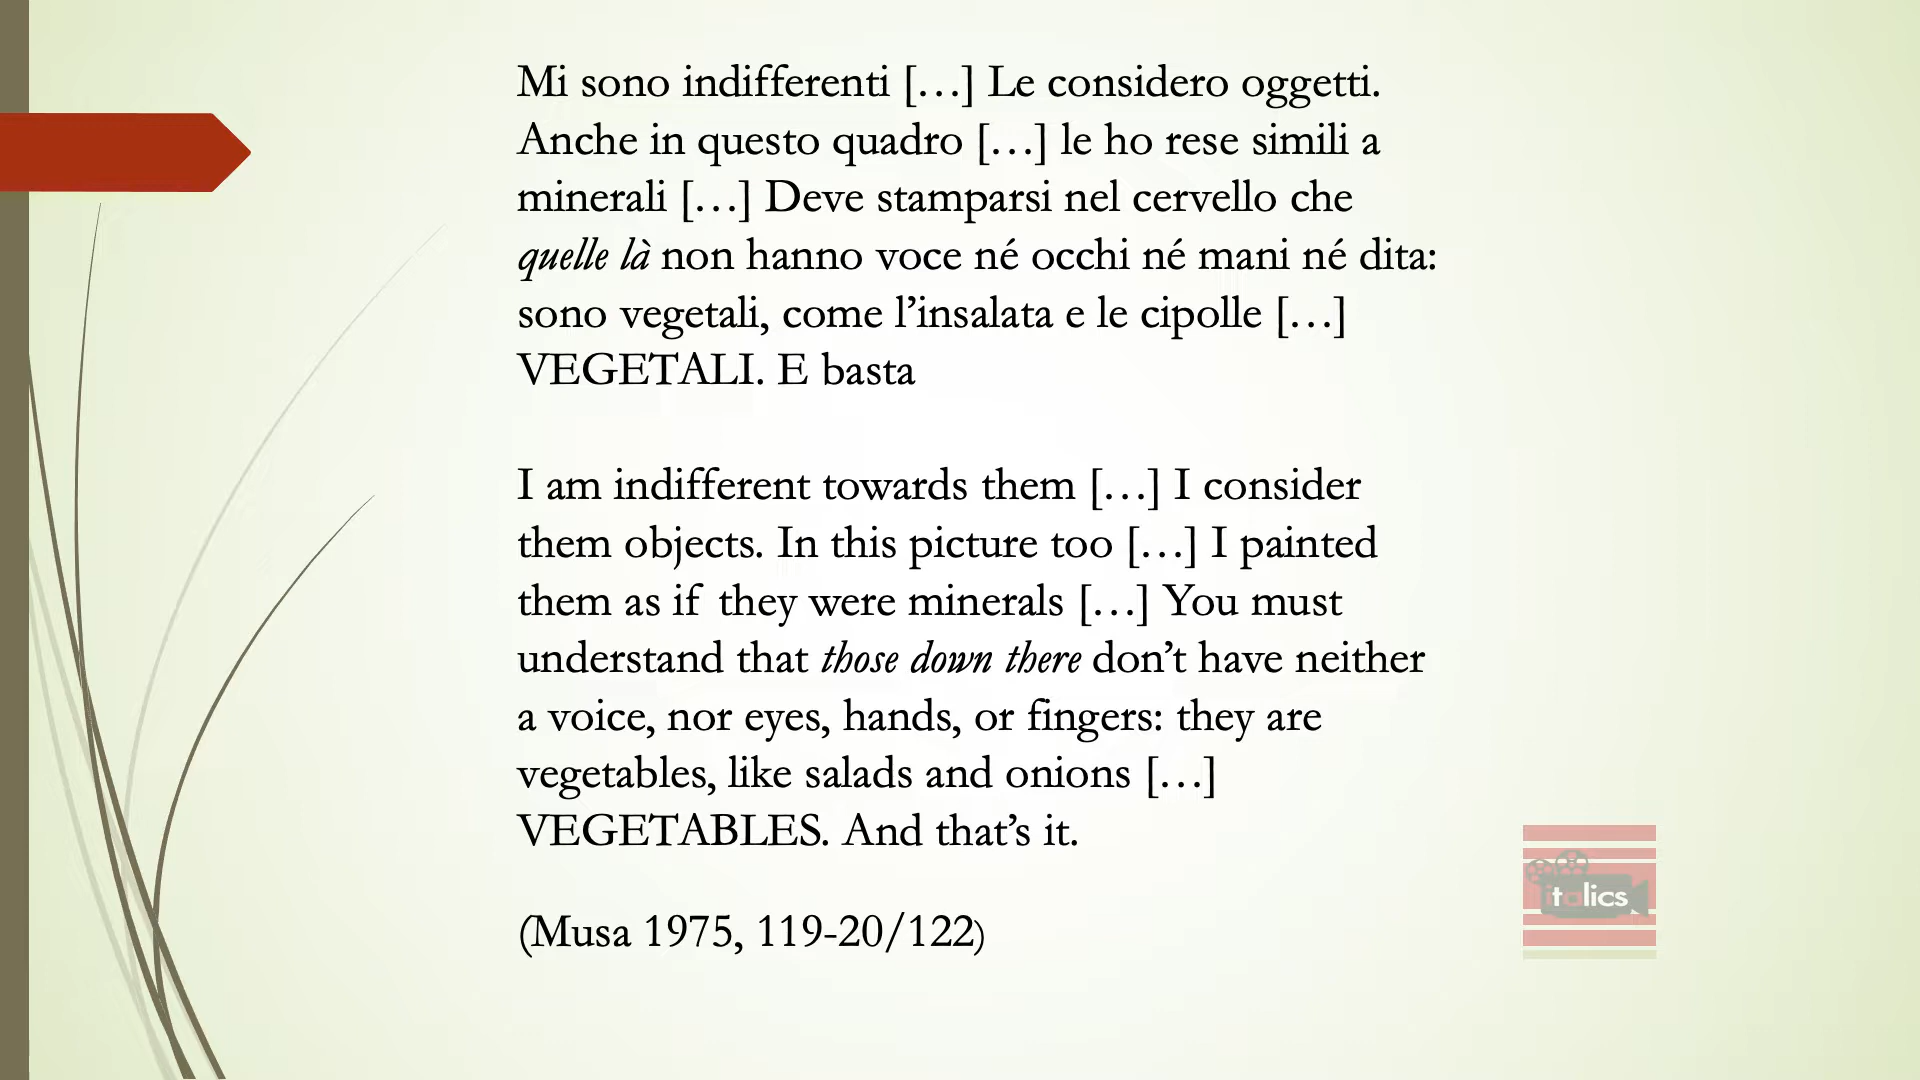 Mi sono indifferenti […] Le considero oggetti.
Anche in questo quadro […] le ho rese simili a
minerali […] Deve stamparsi nel cervello che
quelle là non hanno voce né occhi né mani né dita:
sono vegetali, come l’insalata e le cipolle […]
VEGETALI. E basta
I am indifferent towards them […] I consider
them objects. In this picture too […] I painted
them as if they were minerals […] You must
understand that those down there don’t have neither
a voice, nor eyes, hands, or fingers: they are
vegetables, like salads and onions […]
VEGETABLES. And that’s it.
(Musa 1975, 119-20/122)
italics